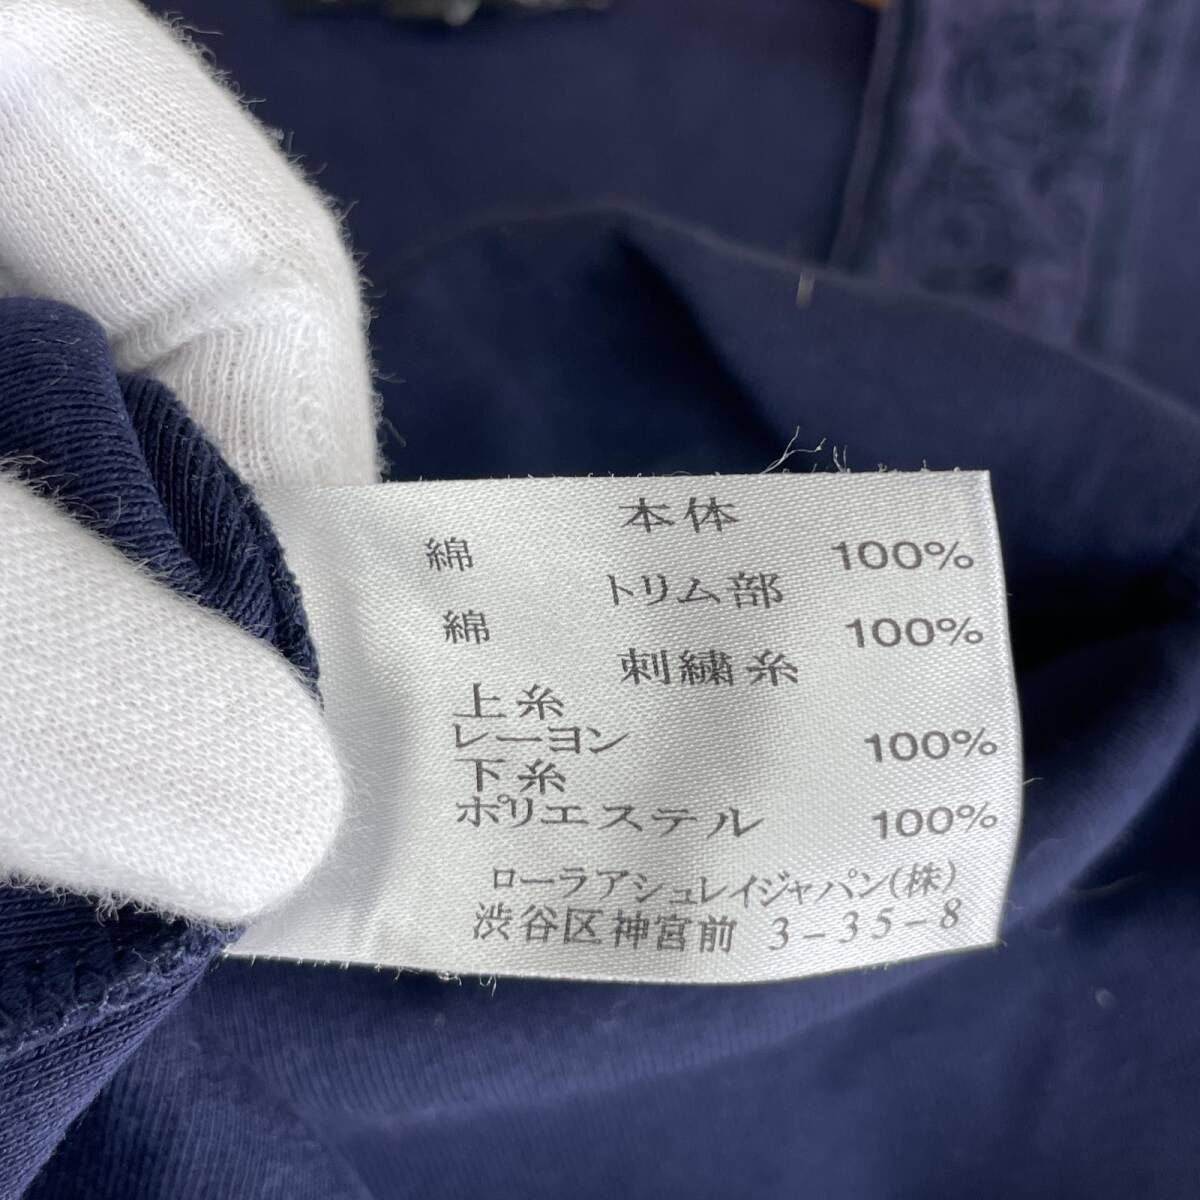 本体
綿 100%
トリム部
綿 100%
刺繍糸
上糸
レーヨン 100%
下糸
ポリエステル 100%
ローラアシュレイジャパン(株)
渋谷区神宮前 3-35-8